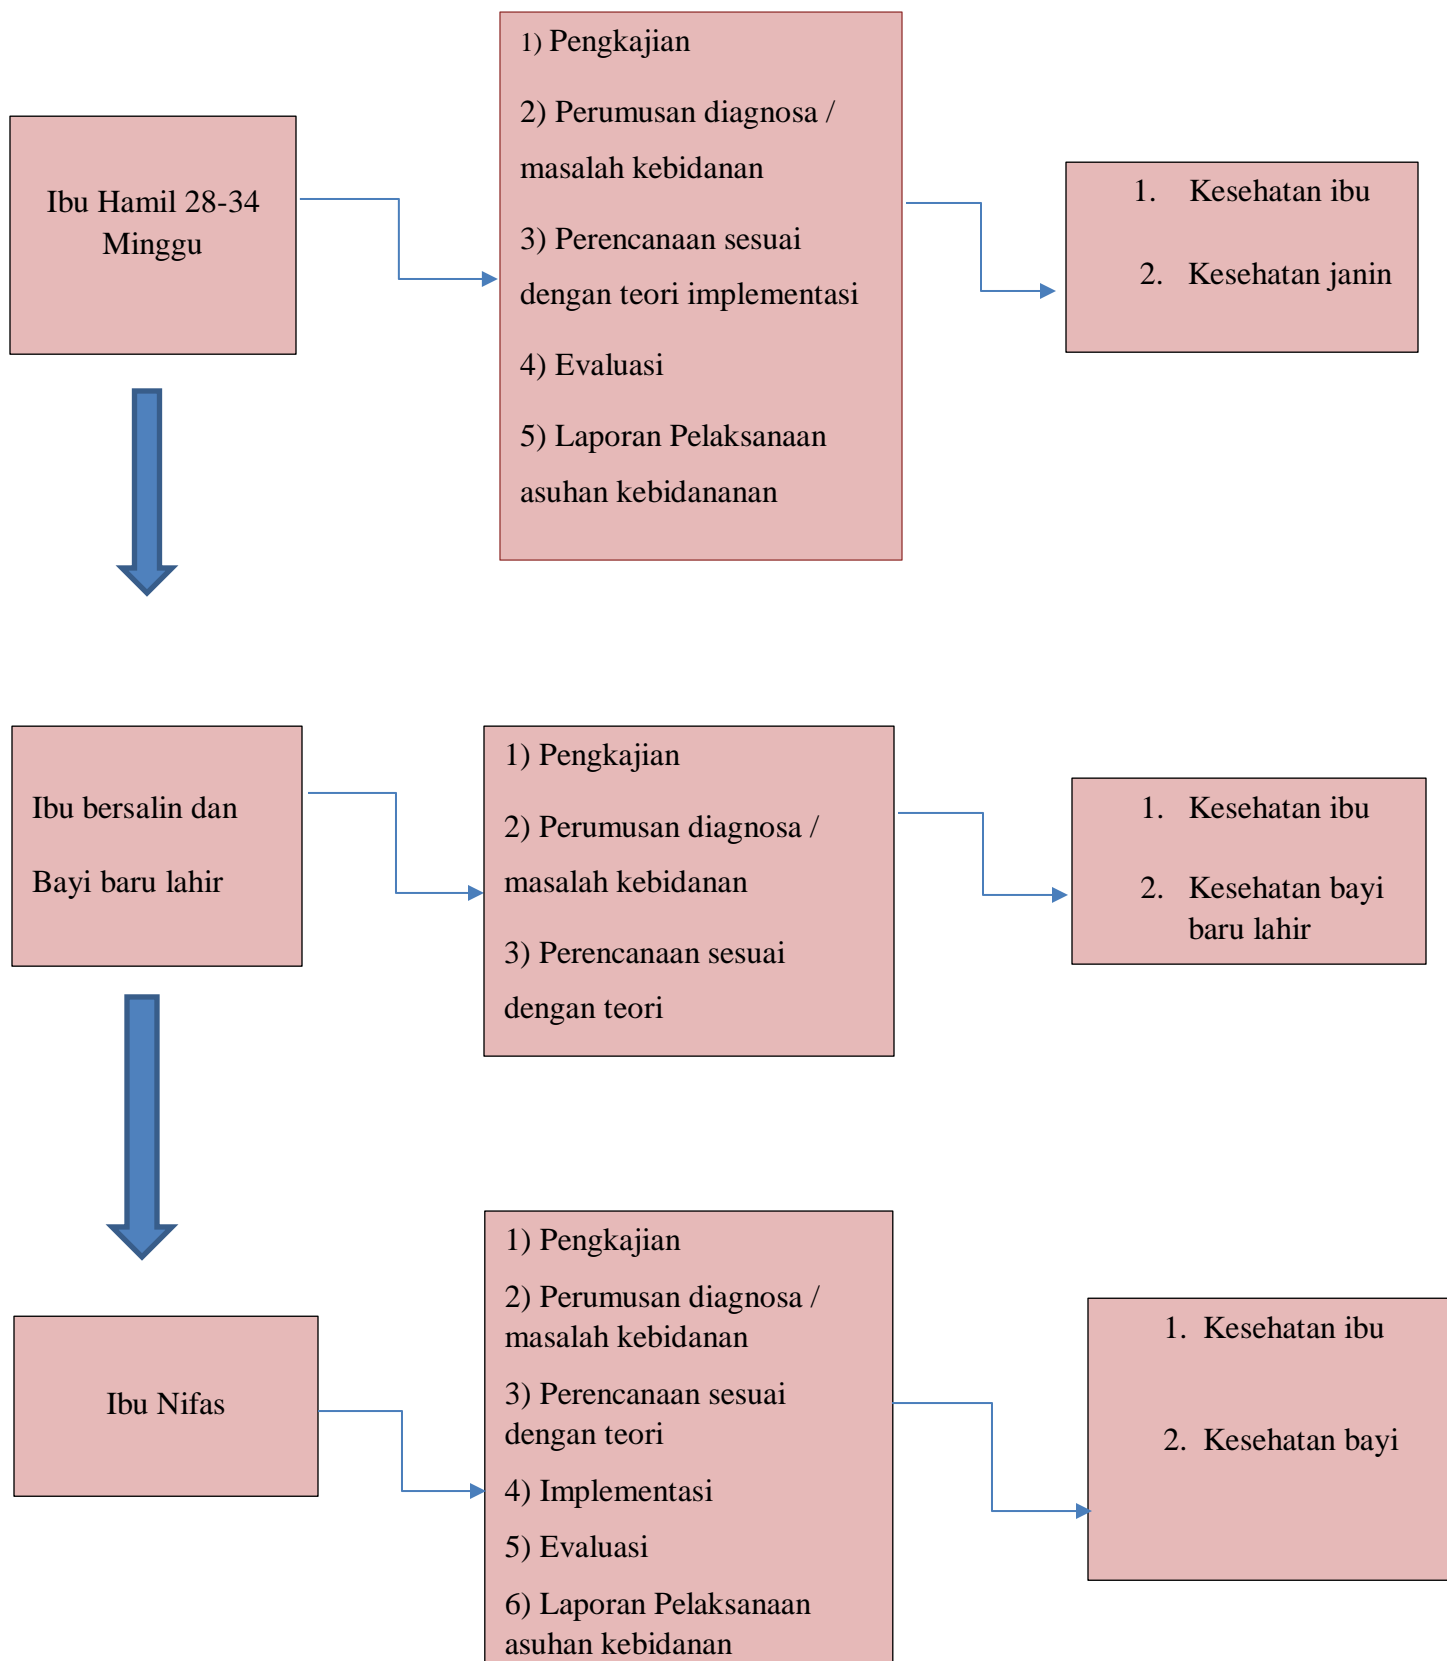 Ibu Hamil 28-34
Minggu
1) Pengkajian
2) Perumusan diagnosa /
masalah kebidanan
3) Perencanaan sesuai
dengan teori implementasi
4) Evaluasi
5) Laporan Pelaksanaan
asuhan kebidananan
1. Kesehatan ibu
2. Kesehatan janin
Ibu bersalin dan
Bayi baru lahir
1) Pengkajian
2) Perumusan diagnosa /
masalah kebidanan
3) Perencanaan sesuai
dengan teori
1. Kesehatan ibu
2. Kesehatan bayi
baru lahir
Ibu Nifas
1) Pengkajian
2) Perumusan diagnosa /
masalah kebidanan
3) Perencanaan sesuai
dengan teori
4) Implementasi
5) Evaluasi
6) Laporan Pelaksanaan
asuhan kebidanan
1. Kesehatan ibu
2. Kesehatan bayi